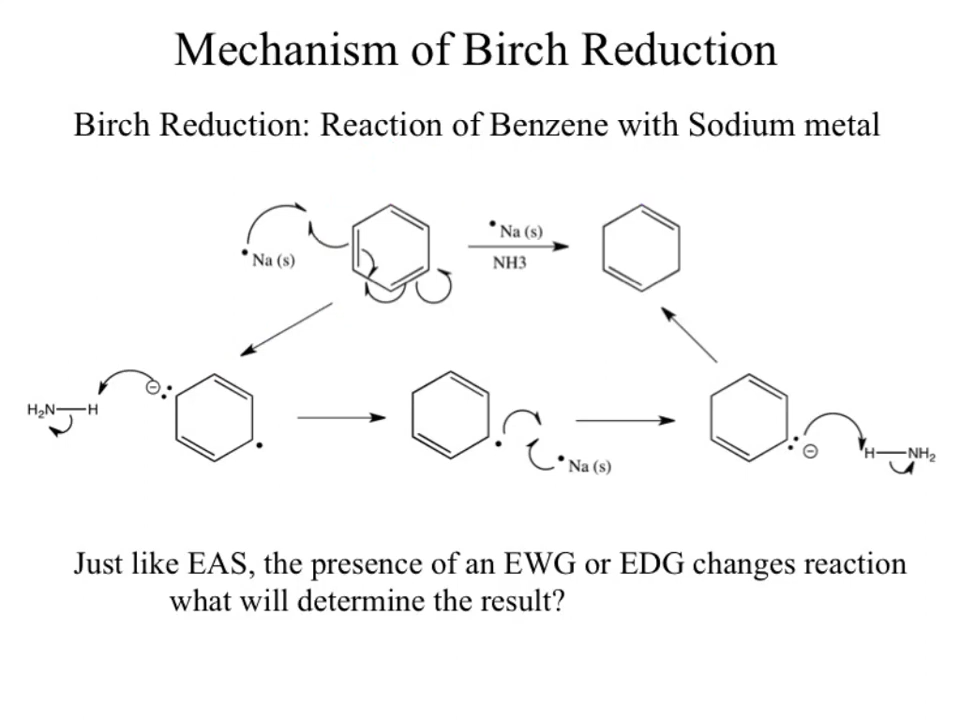 Mechanism of Birch Reduction
Birch Reduction: Reaction of Benzene with Sodium metal
•Na (s)
•Na (s)
NH3
H₂N—H
⊖
•Na (s)
⊖
H—NH₂
Just like EAS, the presence of an EWG or EDG changes reaction
what will determine the result?